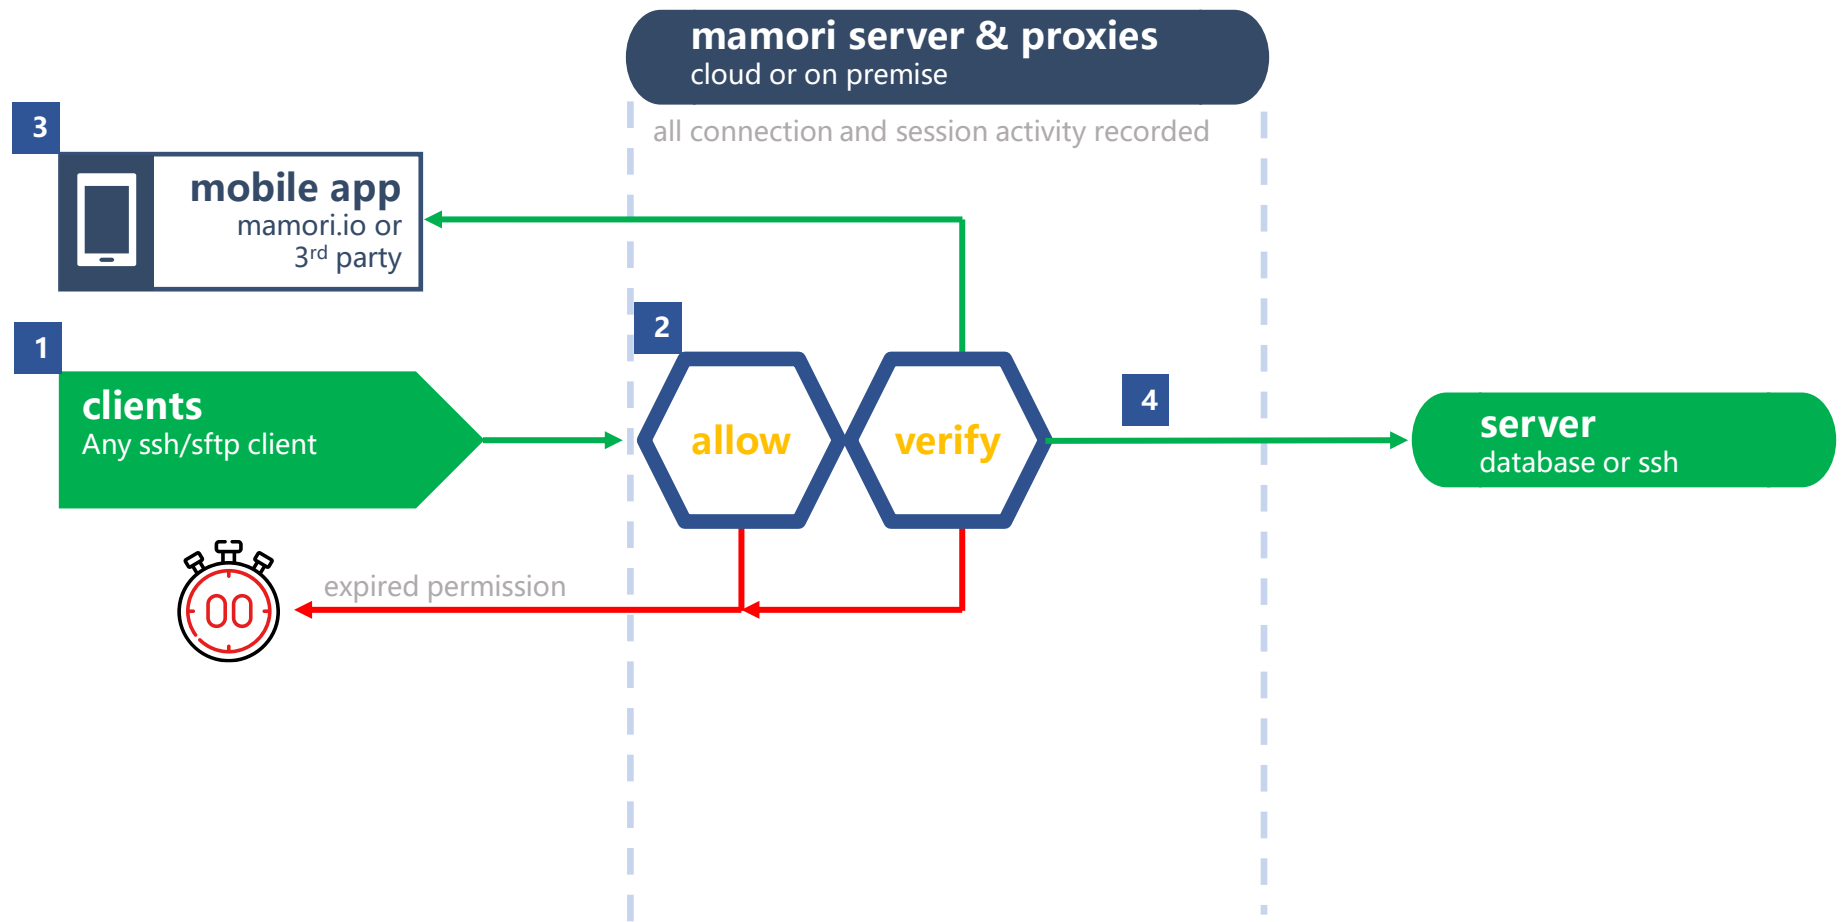 mamori server & proxies
cloud or on premise
all connection and session activity recorded
3
mobile app
mamori.io or
3rd party
1
clients
Any ssh/sftp client
2
allow
verify
4
server
database or ssh
expired permission
00